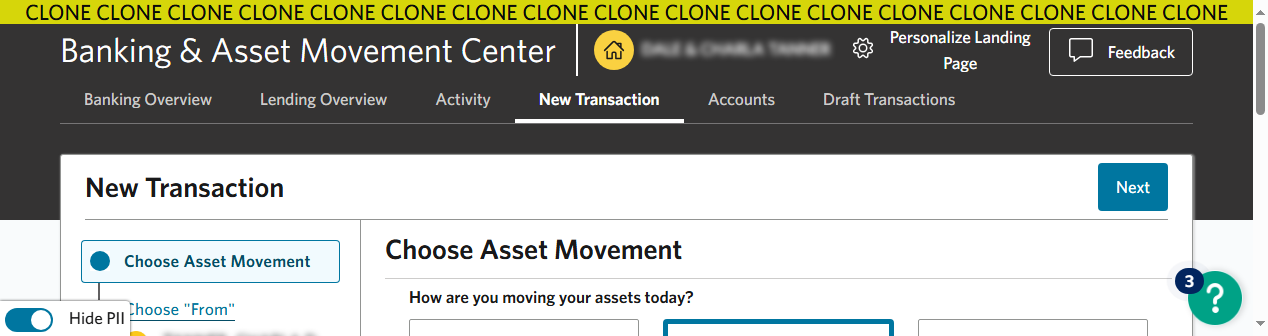 CLONE CLONE CLONE CLONE CLONE CLONE CLONE CLONE CLONE CLONE CLONE CLONE CLONE CLONE CLONE CLONE CLONE
Banking & Asset Movement Center
Personalize Landing
Page
Feedback
Banking Overview Lending Overview Activity New Transaction Accounts Draft Transactions
New Transaction
Next
Choose Asset Movement
Choose Asset Movement
How are you moving your assets today?
Choose "From"
Hide PII
3
?